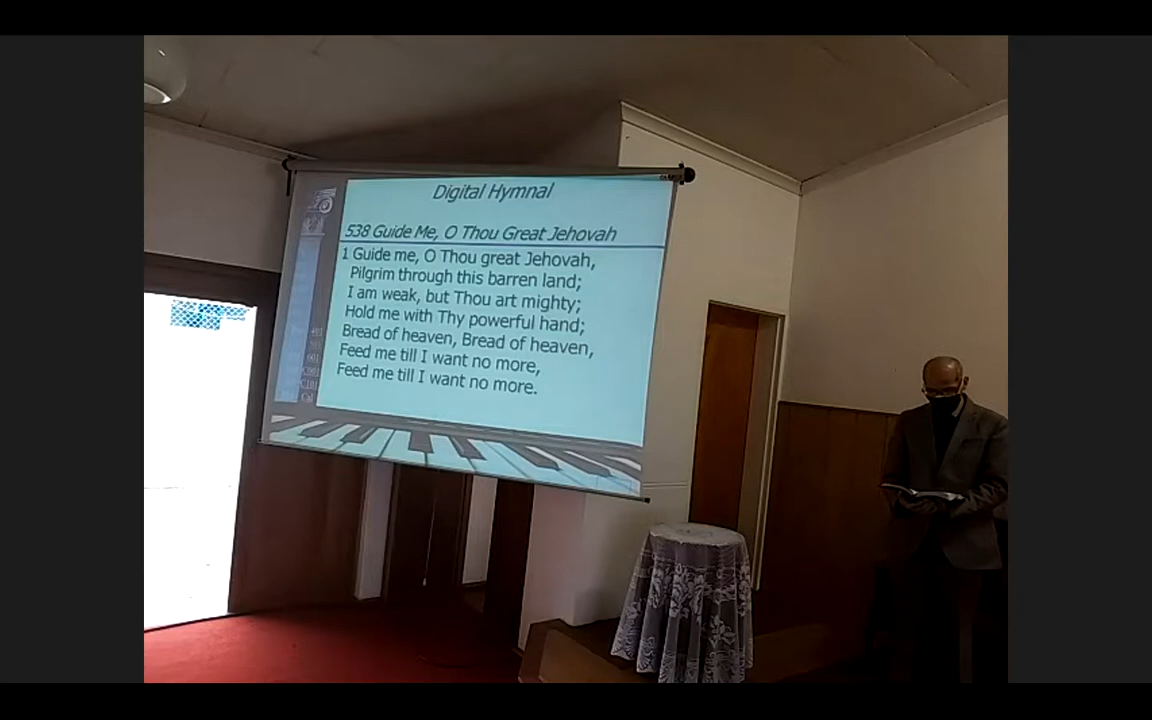 Digital Hymnal
538 Guide Me, O Thou Great Jehovah
1 Guide me, O Thou great Jehovah,
Pilgrim through this barren land;
I am weak, but Thou art mighty;
Hold me with Thy powerful hand;
Bread of heaven, Bread of heaven,
Feed me till I want no more,
Feed me till I want no more.